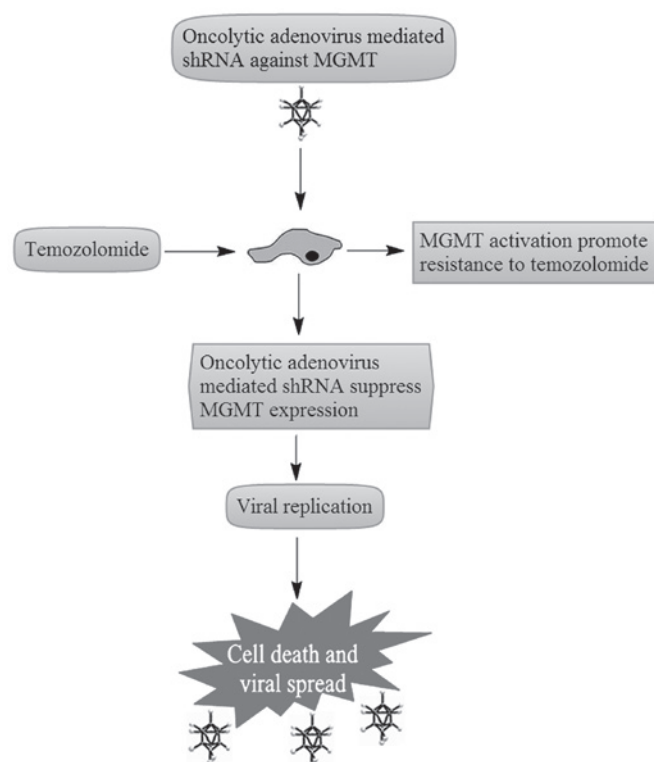 Oncolytic adenovirus mediated
shRNA against MGMT
Temozolomide
MGMT activation promote
resistance to temozolomide
Oncolytic adenovirus
mediated shRNA suppress
MGMT expression
Viral replication
Cell death and
viral spread